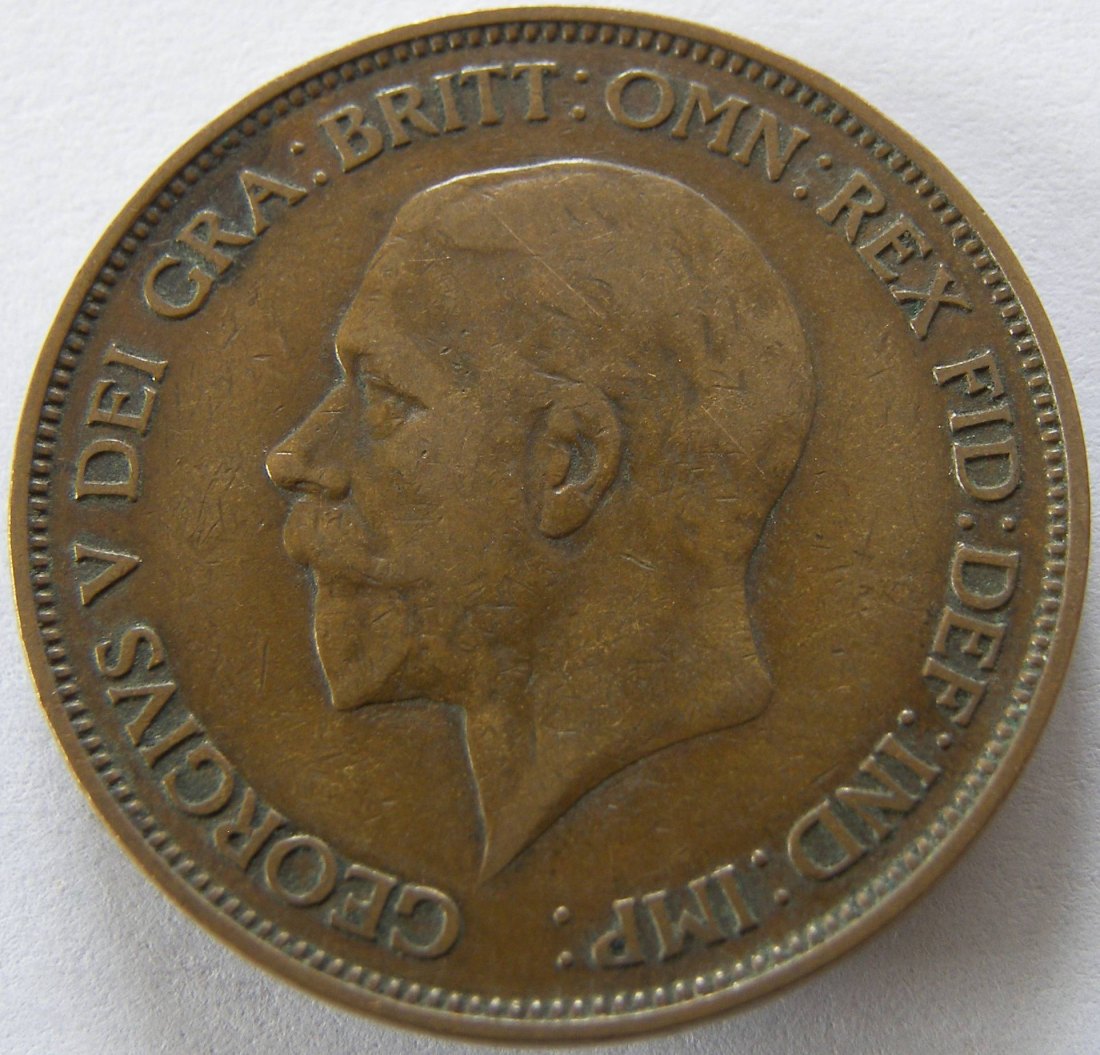 GEORGIVS V DEI GRA: BRITT: OMN: REX FID: DEF: IND: IMP: